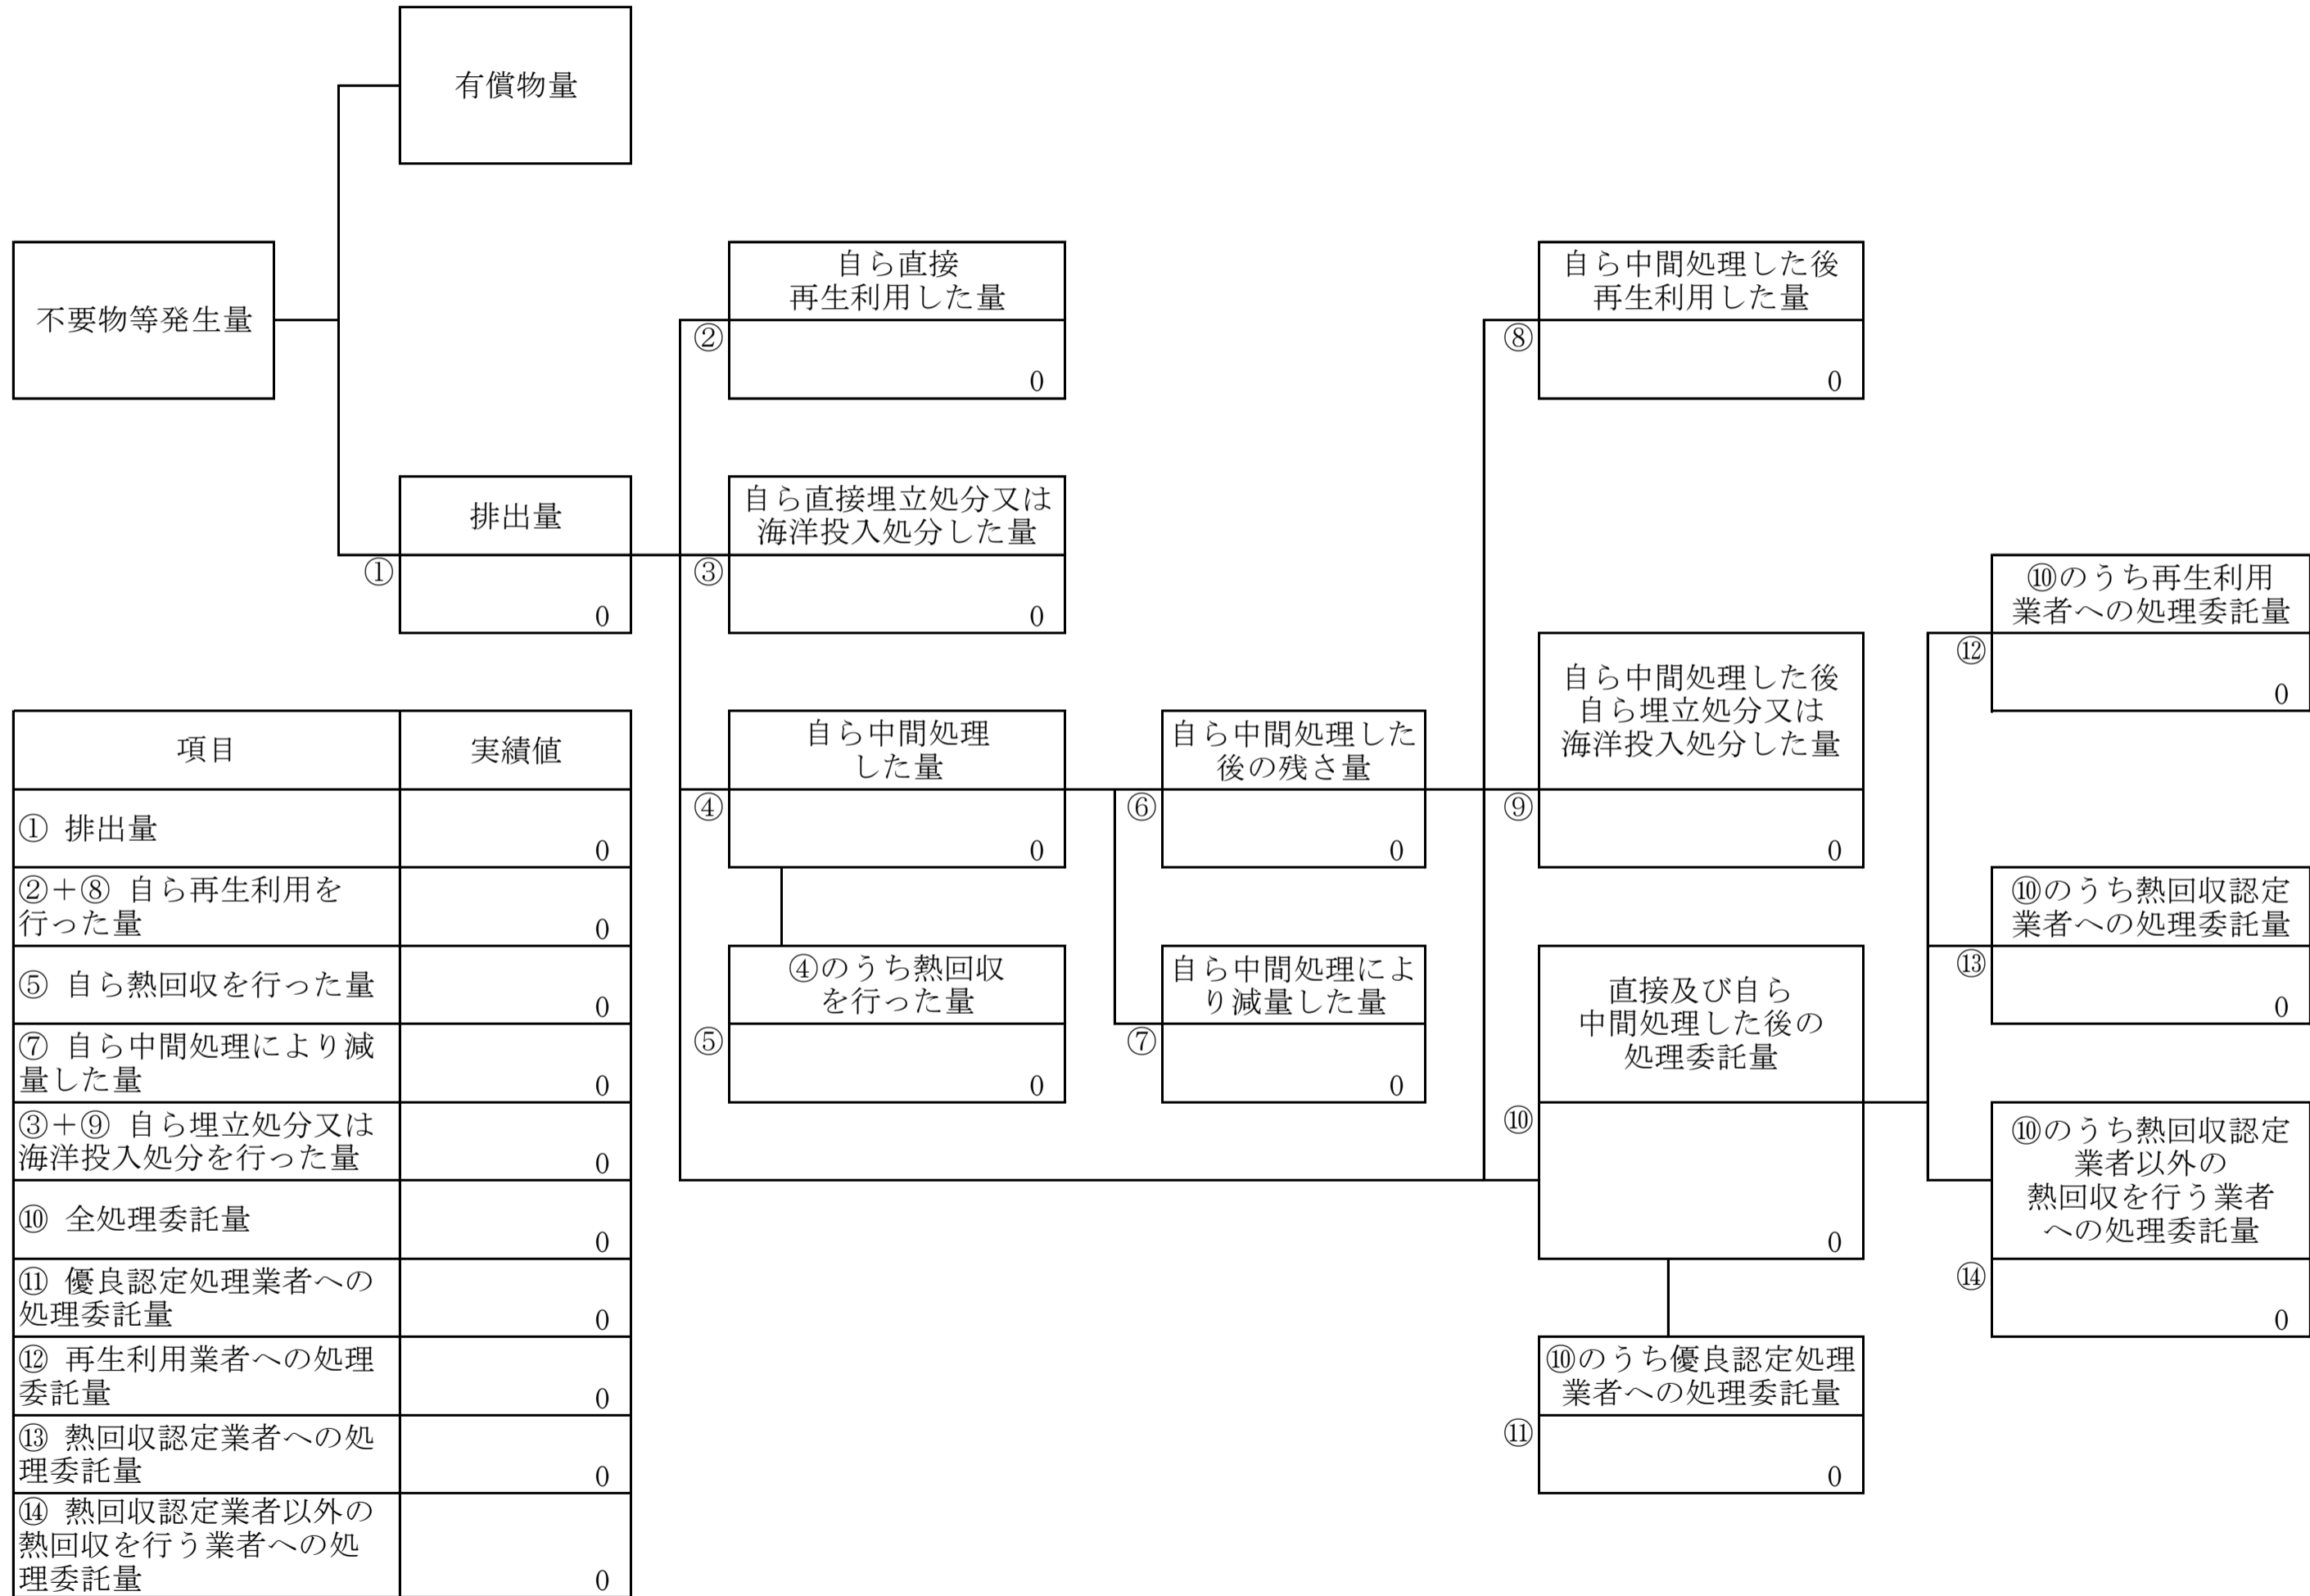 有償物量
不要物等発生量
自ら直接
再生利用した量
②
0
自ら中間処理した後
再生利用した量
⑧
0
排出量
①
0
自ら直接埋立処分又は
海洋投入処分した量
③
0
⑩のうち再生利用
業者への処理委託量
⑫
0
自ら中間処理
した量
④
0
自ら中間処理した
後の残さ量
⑥
0
自ら中間処理した後
自ら埋立処分又は
海洋投入処分した量
⑨
0
⑩のうち熱回収認定
業者への処理委託量
⑬
0
④のうち熱回収
を行った量
⑤
0
自ら中間処理によ
り減量した量
⑦
0
直接及び自ら
中間処理した後の
処理委託量
⑩
0
⑩のうち熱回収認定
業者以外の
熱回収を行う業者
への処理委託量
⑭
0
⑩のうち優良認定処理
業者への処理委託量
⑪
0
項目 実績値
① 排出量
0
②＋⑧ 自ら再生利用を
行った量
0
⑤ 自ら熱回収を行った量
0
⑦ 自ら中間処理により減
量した量
0
③＋⑨ 自ら埋立処分又は
海洋投入処分を行った量
0
⑩ 全処理委託量
0
⑪ 優良認定処理業者への
処理委託量
0
⑫ 再生利用業者への処理
委託量
0
⑬ 熱回収認定業者への処
理委託量
0
⑭ 熱回収認定業者以外の
熱回収を行う業者への処
理委託量
0